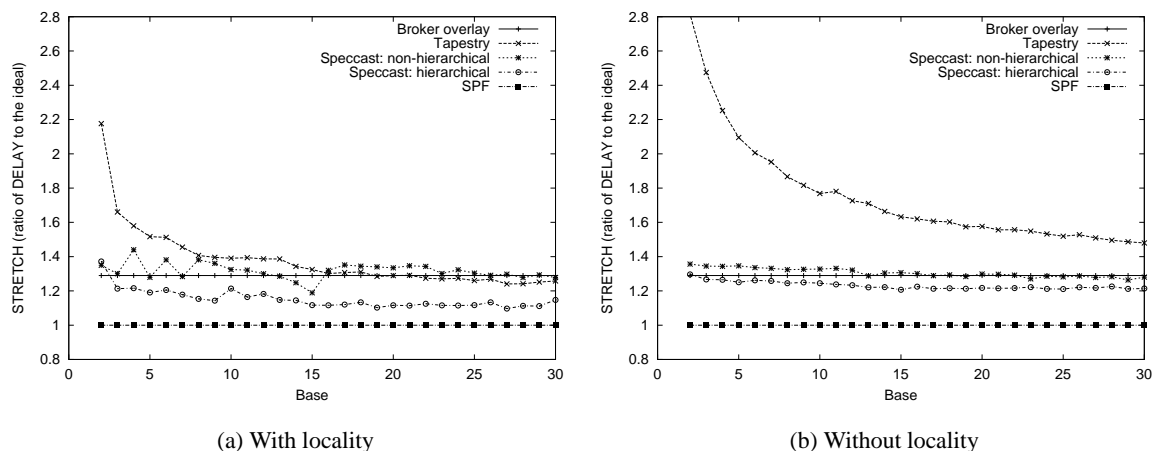 2.8
2.6
2.4
2.2
2
1.8
1.6
1.4
1.2
1
0.8
STRETCH (ratio of DELAY to the ideal)
Broker overlay
Tapestry
Speccast: non-hierarchical
Speccast: hierarchical
SPF
0 5 10 15 20 25 30
Base
(a) With locality
2.8
2.6
2.4
2.2
2
1.8
1.6
1.4
1.2
1
0.8
STRETCH (ratio of DELAY to the ideal)
Broker overlay
Tapestry
Speccast: non-hierarchical
Speccast: hierarchical
SPF
0 5 10 15 20 25 30
Base
(b) Without locality